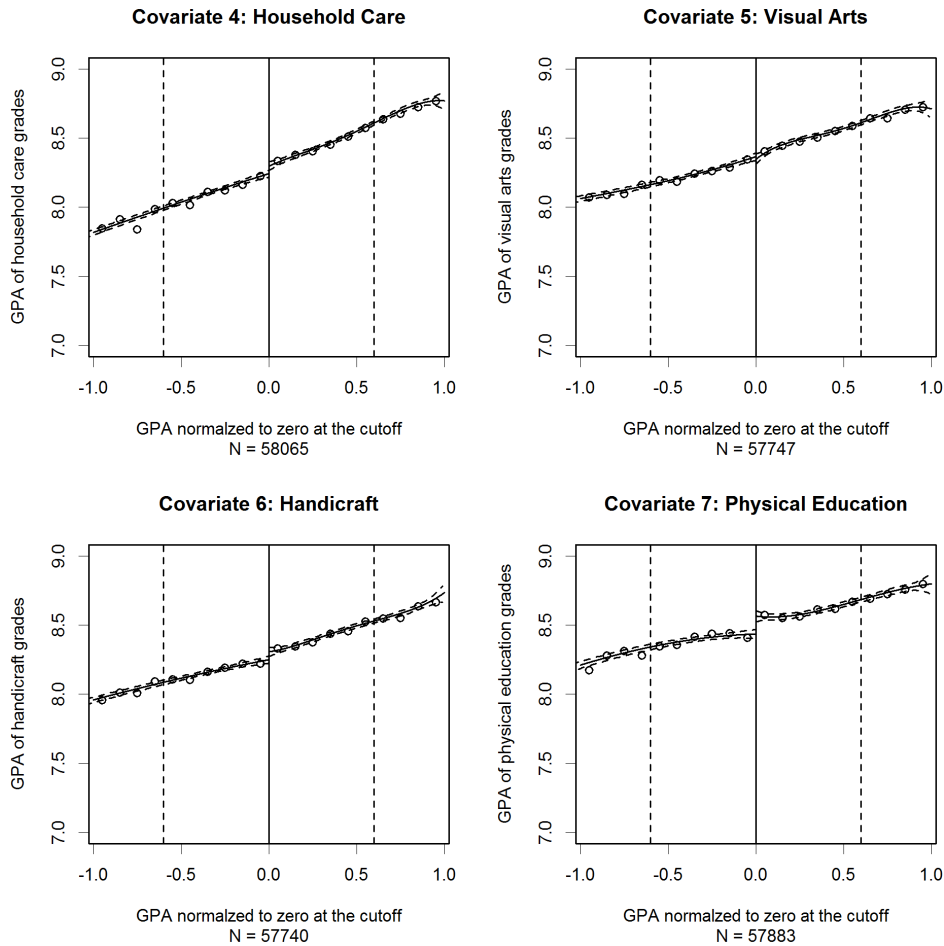 Covariate 4: Household Care
GPA of household care grades
9.0
8.5
8.0
7.5
7.0
-1.0 -0.5 0.0 0.5 1.0
GPA normalzed to zero at the cutoff
N = 58065
Covariate 5: Visual Arts
GPA of visual arts grades
9.0
8.5
8.0
7.5
7.0
-1.0 -0.5 0.0 0.5 1.0
GPA normalzed to zero at the cutoff
N = 57747
Covariate 6: Handicraft
GPA of handicraft grades
9.0
8.5
8.0
7.5
7.0
-1.0 -0.5 0.0 0.5 1.0
GPA normalzed to zero at the cutoff
N = 57740
Covariate 7: Physical Education
GPA of physical education grades
9.0
8.5
8.0
7.5
7.0
-1.0 -0.5 0.0 0.5 1.0
GPA normalzed to zero at the cutoff
N = 57883